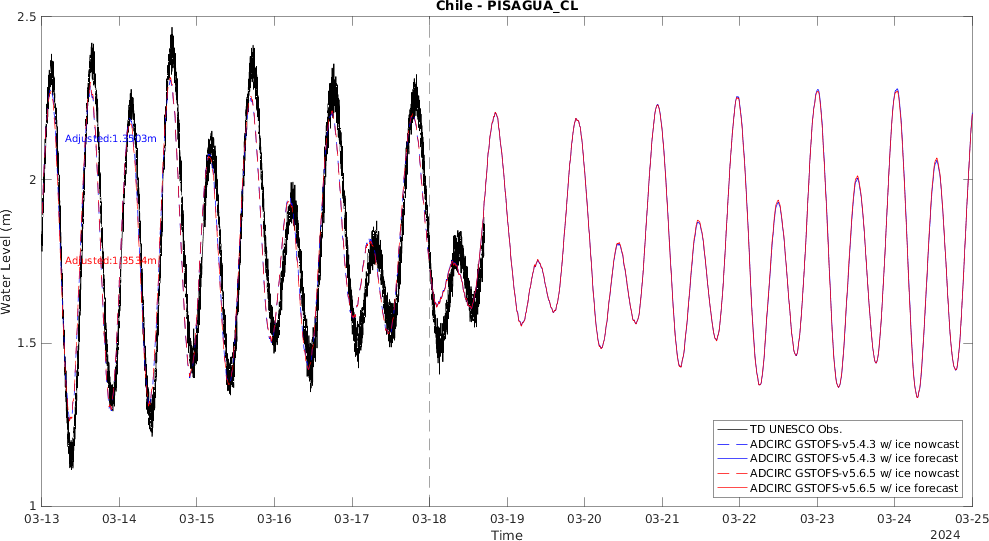 Chile - PISAGUA_CL
2.5
2
1.5
1
Water Level (m)
Adjusted:1.3503m
Adjusted:1.3534m
TD UNESCO Obs.
ADCIRC GSTOFS-v5.4.3 w/ ice nowcast
ADCIRC GSTOFS-v5.4.3 w/ ice forecast
ADCIRC GSTOFS-v5.6.5 w/ ice nowcast
ADCIRC GSTOFS-v5.6.5 w/ ice forecast
03-13 03-14 03-15 03-16 03-17 03-18 03-19 03-20 03-21 03-22 03-23 03-24 03-25
Time
2024